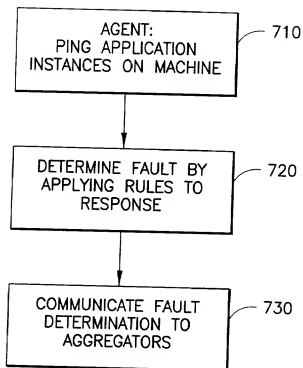 AGENT:
PING APPLICATION
INSTANCES ON MACHINE
710
DETERMINE FAULT BY
APPLYING RULES TO
RESPONSE
720
COMMUNICATE FAULT
DETERMINATION TO
AGGREGATORS
730